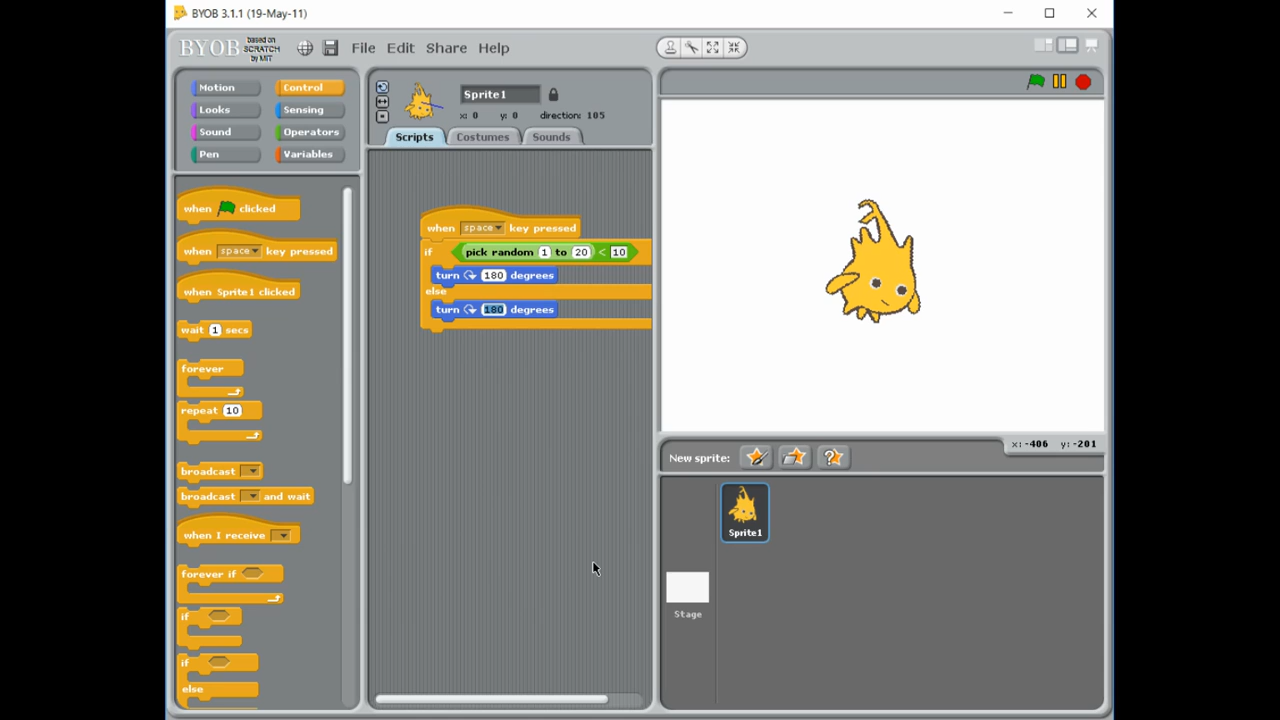 BYOB 3.1.1 (19-May-11)
BYOB based on SCRATCH by MIT File Edit Share Help
Motion Control
Looks Sensing
Sound Operators
Pen Variables
when clicked
when space key pressed
when Sprite1 clicked
wait 1 secs
forever
repeat 10
broadcast
broadcast and wait
when I receive
forever if
if
if
else
Sprite1
x: 0 y: 0 direction: 105
Scripts Costumes Sounds
when space key pressed
if pick random 1 to 20 < 10
turn 180 degrees
else
turn 180 degrees
x: -406 y: -201
New sprite:
Sprite1
Stage